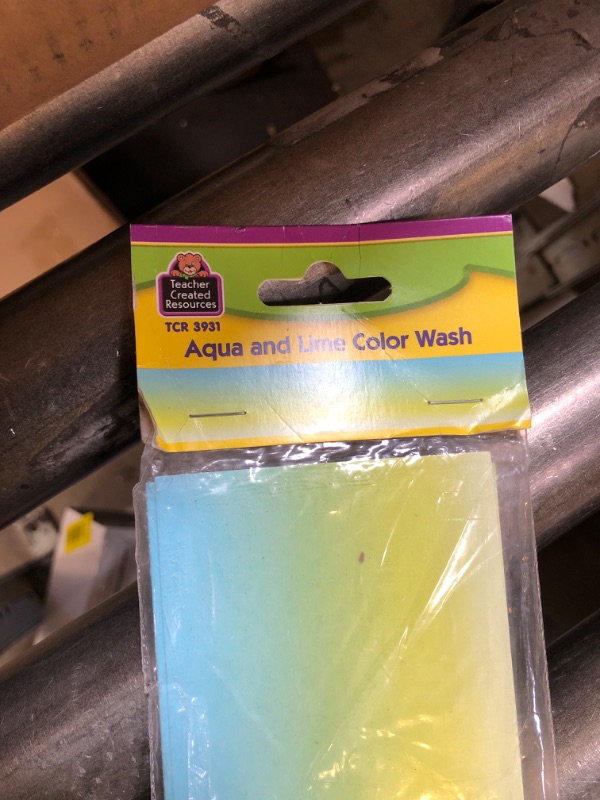 Teacher
Created
Resources
TCR 3931
Aqua and Lime Color Wash